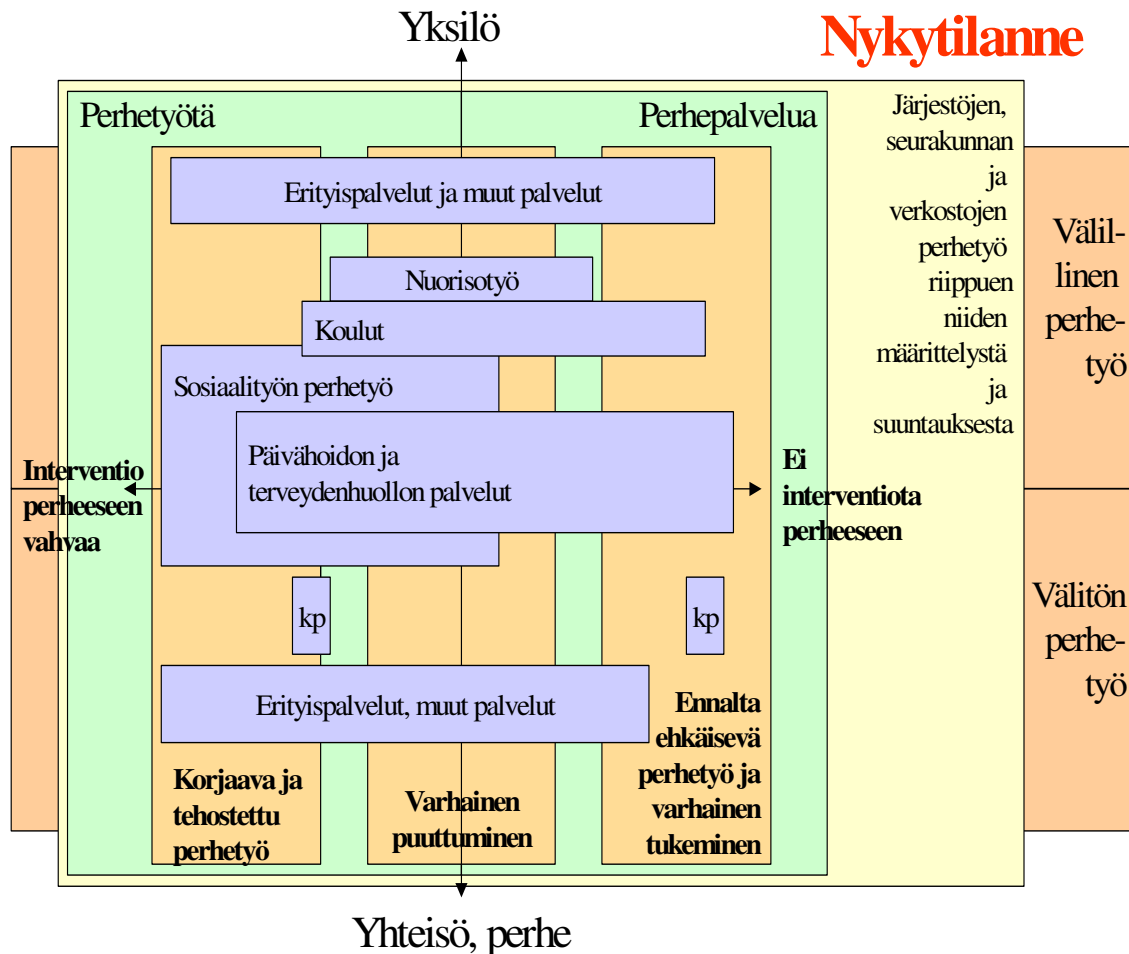 Yksilö
Nykytilanne
Perhetyötä
Perhepalvelua
Järjestöjen,
seurakunnan
ja
verkostojen
perhetyö
riippuen
niiden
määrittelystä
ja
suuntauksesta
Välil-
linen
perhe-
työ
Erityispalvelut ja muut palvelut
Nuorisotyö
Koulut
Sosiaalityön perhetyö
Päivähoidon ja
terveydenhuollon palvelut
Interventio
perheeseen
vahvaa
Ei
interventiota
perheeseen
kp
kp
Välitön
perhe-
työ
Erityispalvelut, muut palvelut
Korjaava ja
tehostettu
perhetyö
Varhainen
puuttuminen
Ennalta
ehkäisevä
perhetyö ja
varhainen
tukeminen
Yhteisö, perhe